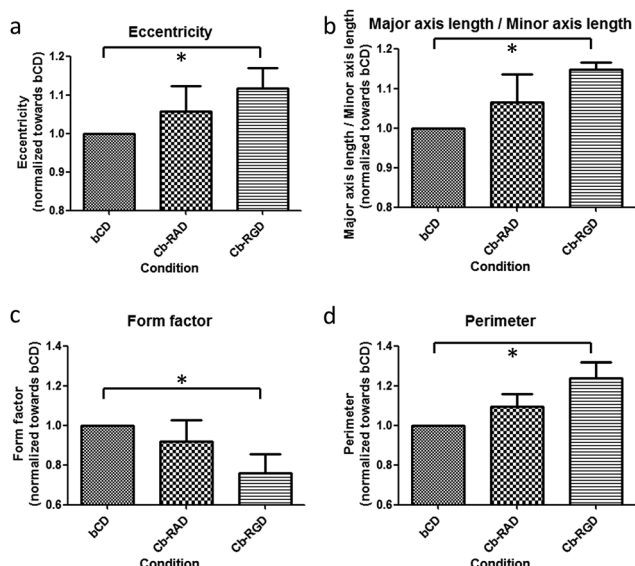 a
Eccentricity
*
Eccentricity
(normalized towards bCD)
1.2
1.1
1.0
0.9
0.8
bCD
Cb-RAD
Cb-RGD
Condition
b
Major axis length / Minor axis length
*
Major axis length / Minor axis length
(normalized towards bCD)
1.2
1.1
1.0
0.9
0.8
bCD
Cb-RAD
Cb-RGD
Condition
c
Form factor
*
Form factor
(normalized towards bCD)
1.4
1.2
1.0
0.8
0.6
bCD
Cb-RAD
Cb-RGD
Condition
d
Perimeter
*
Perimeter
(normalized towards bCD)
1.4
1.2
1.0
0.8
0.6
bCD
Cb-RAD
Cb-RGD
Condition